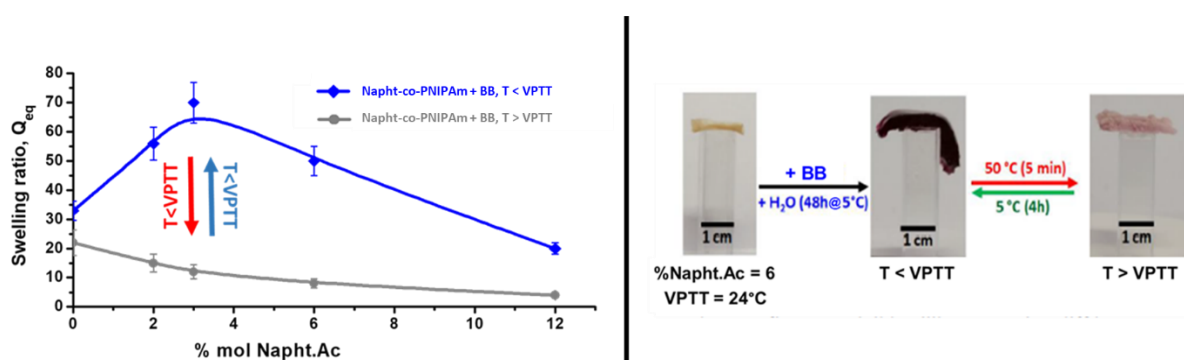 Swelling ratio, Q_eq
80
70
60
50
40
30
20
10
0
Napht-co-PNIPAm + BB, T < VPTT
Napht-co-PNIPAm + BB, T > VPTT
T<VPTT
T<VPTT
0 2 4 6 8 10 12
% mol Napht.Ac
1 cm
%Napht.Ac = 6
VPTT = 24°C
+ BB
+ H₂O (48h@5°C)
1 cm
T < VPTT
50 °C (5 min)
5 °C (4h)
1 cm
T > VPTT